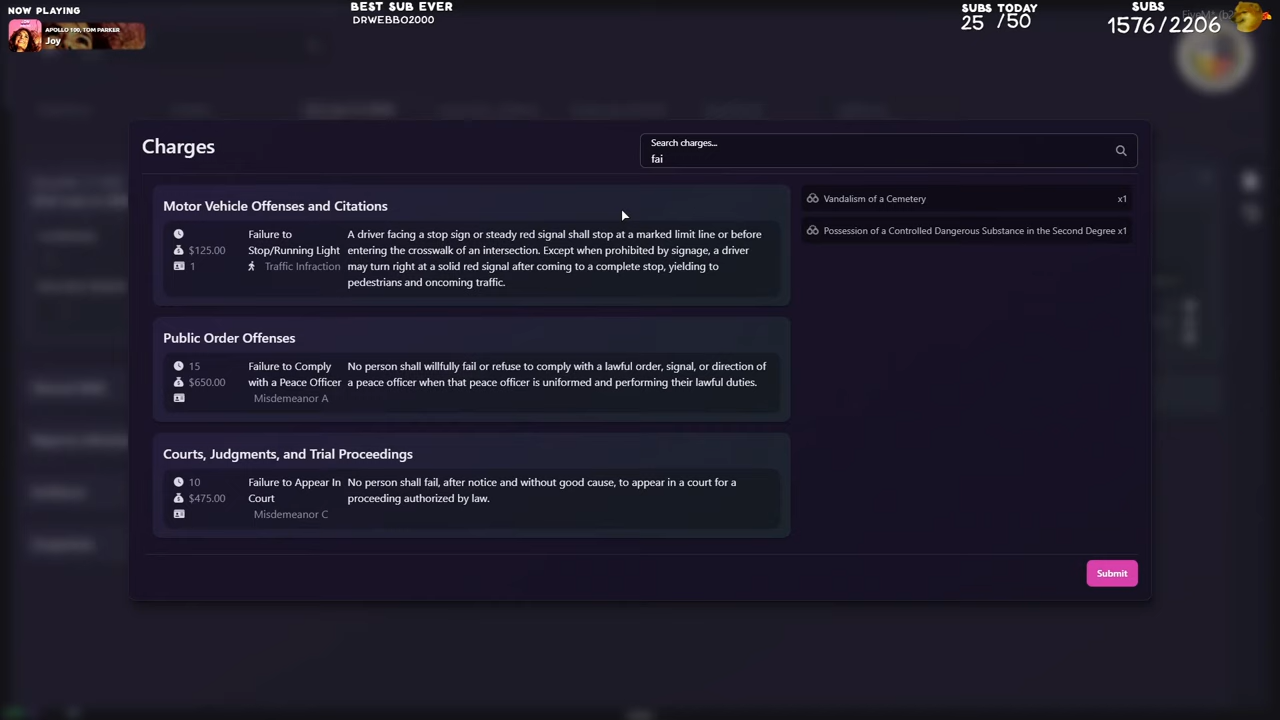 NOW PLAYING
APOLLO 100, TOM PARKER
Joy
BEST SUB EVER
DRWEBBO2000
SUBS TODAY
25 /50
SUBS
1576/2206
Charges
Search charges...
fai
Motor Vehicle Offenses and Citations
$125.00
1
Failure to
Stop/Running Light
Traffic Infraction
A driver facing a stop sign or steady red signal shall stop at a marked limit line or before
entering the crosswalk of an intersection. Except when prohibited by signage, a driver
may turn right at a solid red signal after coming to a complete stop, yielding to
pedestrians and oncoming traffic.
Public Order Offenses
15
$650.00
Failure to Comply
with a Peace Officer
Misdemeanor A
No person shall willfully fail or refuse to comply with a lawful order, signal, or direction of
a peace officer when that peace officer is uniformed and performing their lawful duties.
Courts, Judgments, and Trial Proceedings
10
$475.00
Failure to Appear In
Court
Misdemeanor C
No person shall fail, after notice and without good cause, to appear in a court for a
proceeding authorized by law.
Vandalism of a Cemetery x1
Possession of a Controlled Dangerous Substance in the Second Degree x1
Submit